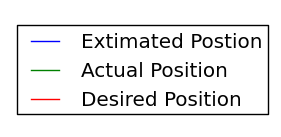 Extimated Postion
Actual Position
Desired Position